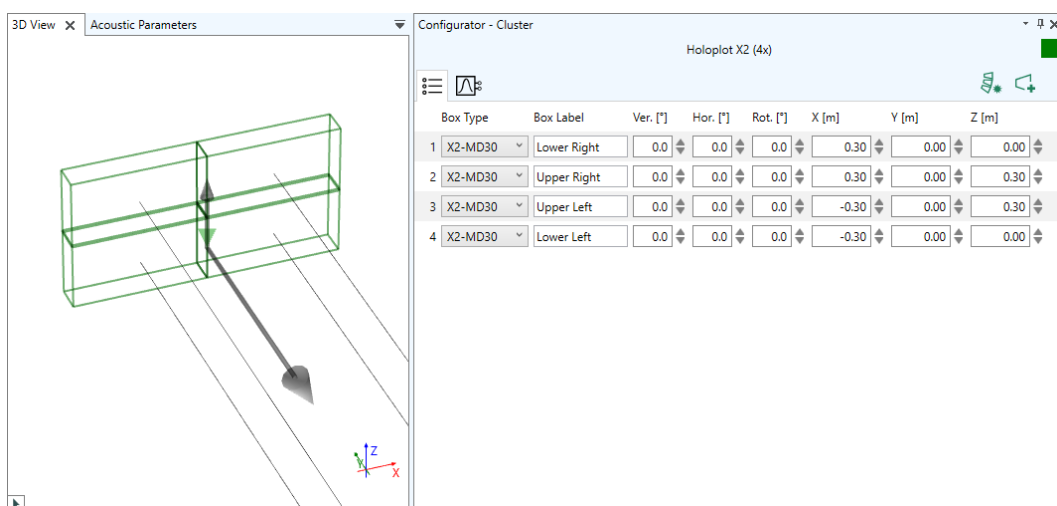 3D View Acoustic Parameters
Configurator - Cluster
Holoplot X2 (4x)
Box Type Box Label Ver. [°] Hor. [°] Rot. [°] X [m] Y [m] Z [m]
1 X2-MD30 Lower Right 0.0 0.0 0.0 0.30 0.00 0.00
2 X2-MD30 Upper Right 0.0 0.0 0.0 0.30 0.00 0.30
3 X2-MD30 Upper Left 0.0 0.0 0.0 -0.30 0.00 0.30
4 X2-MD30 Lower Left 0.0 0.0 0.0 -0.30 0.00 0.00
Z
Y
X